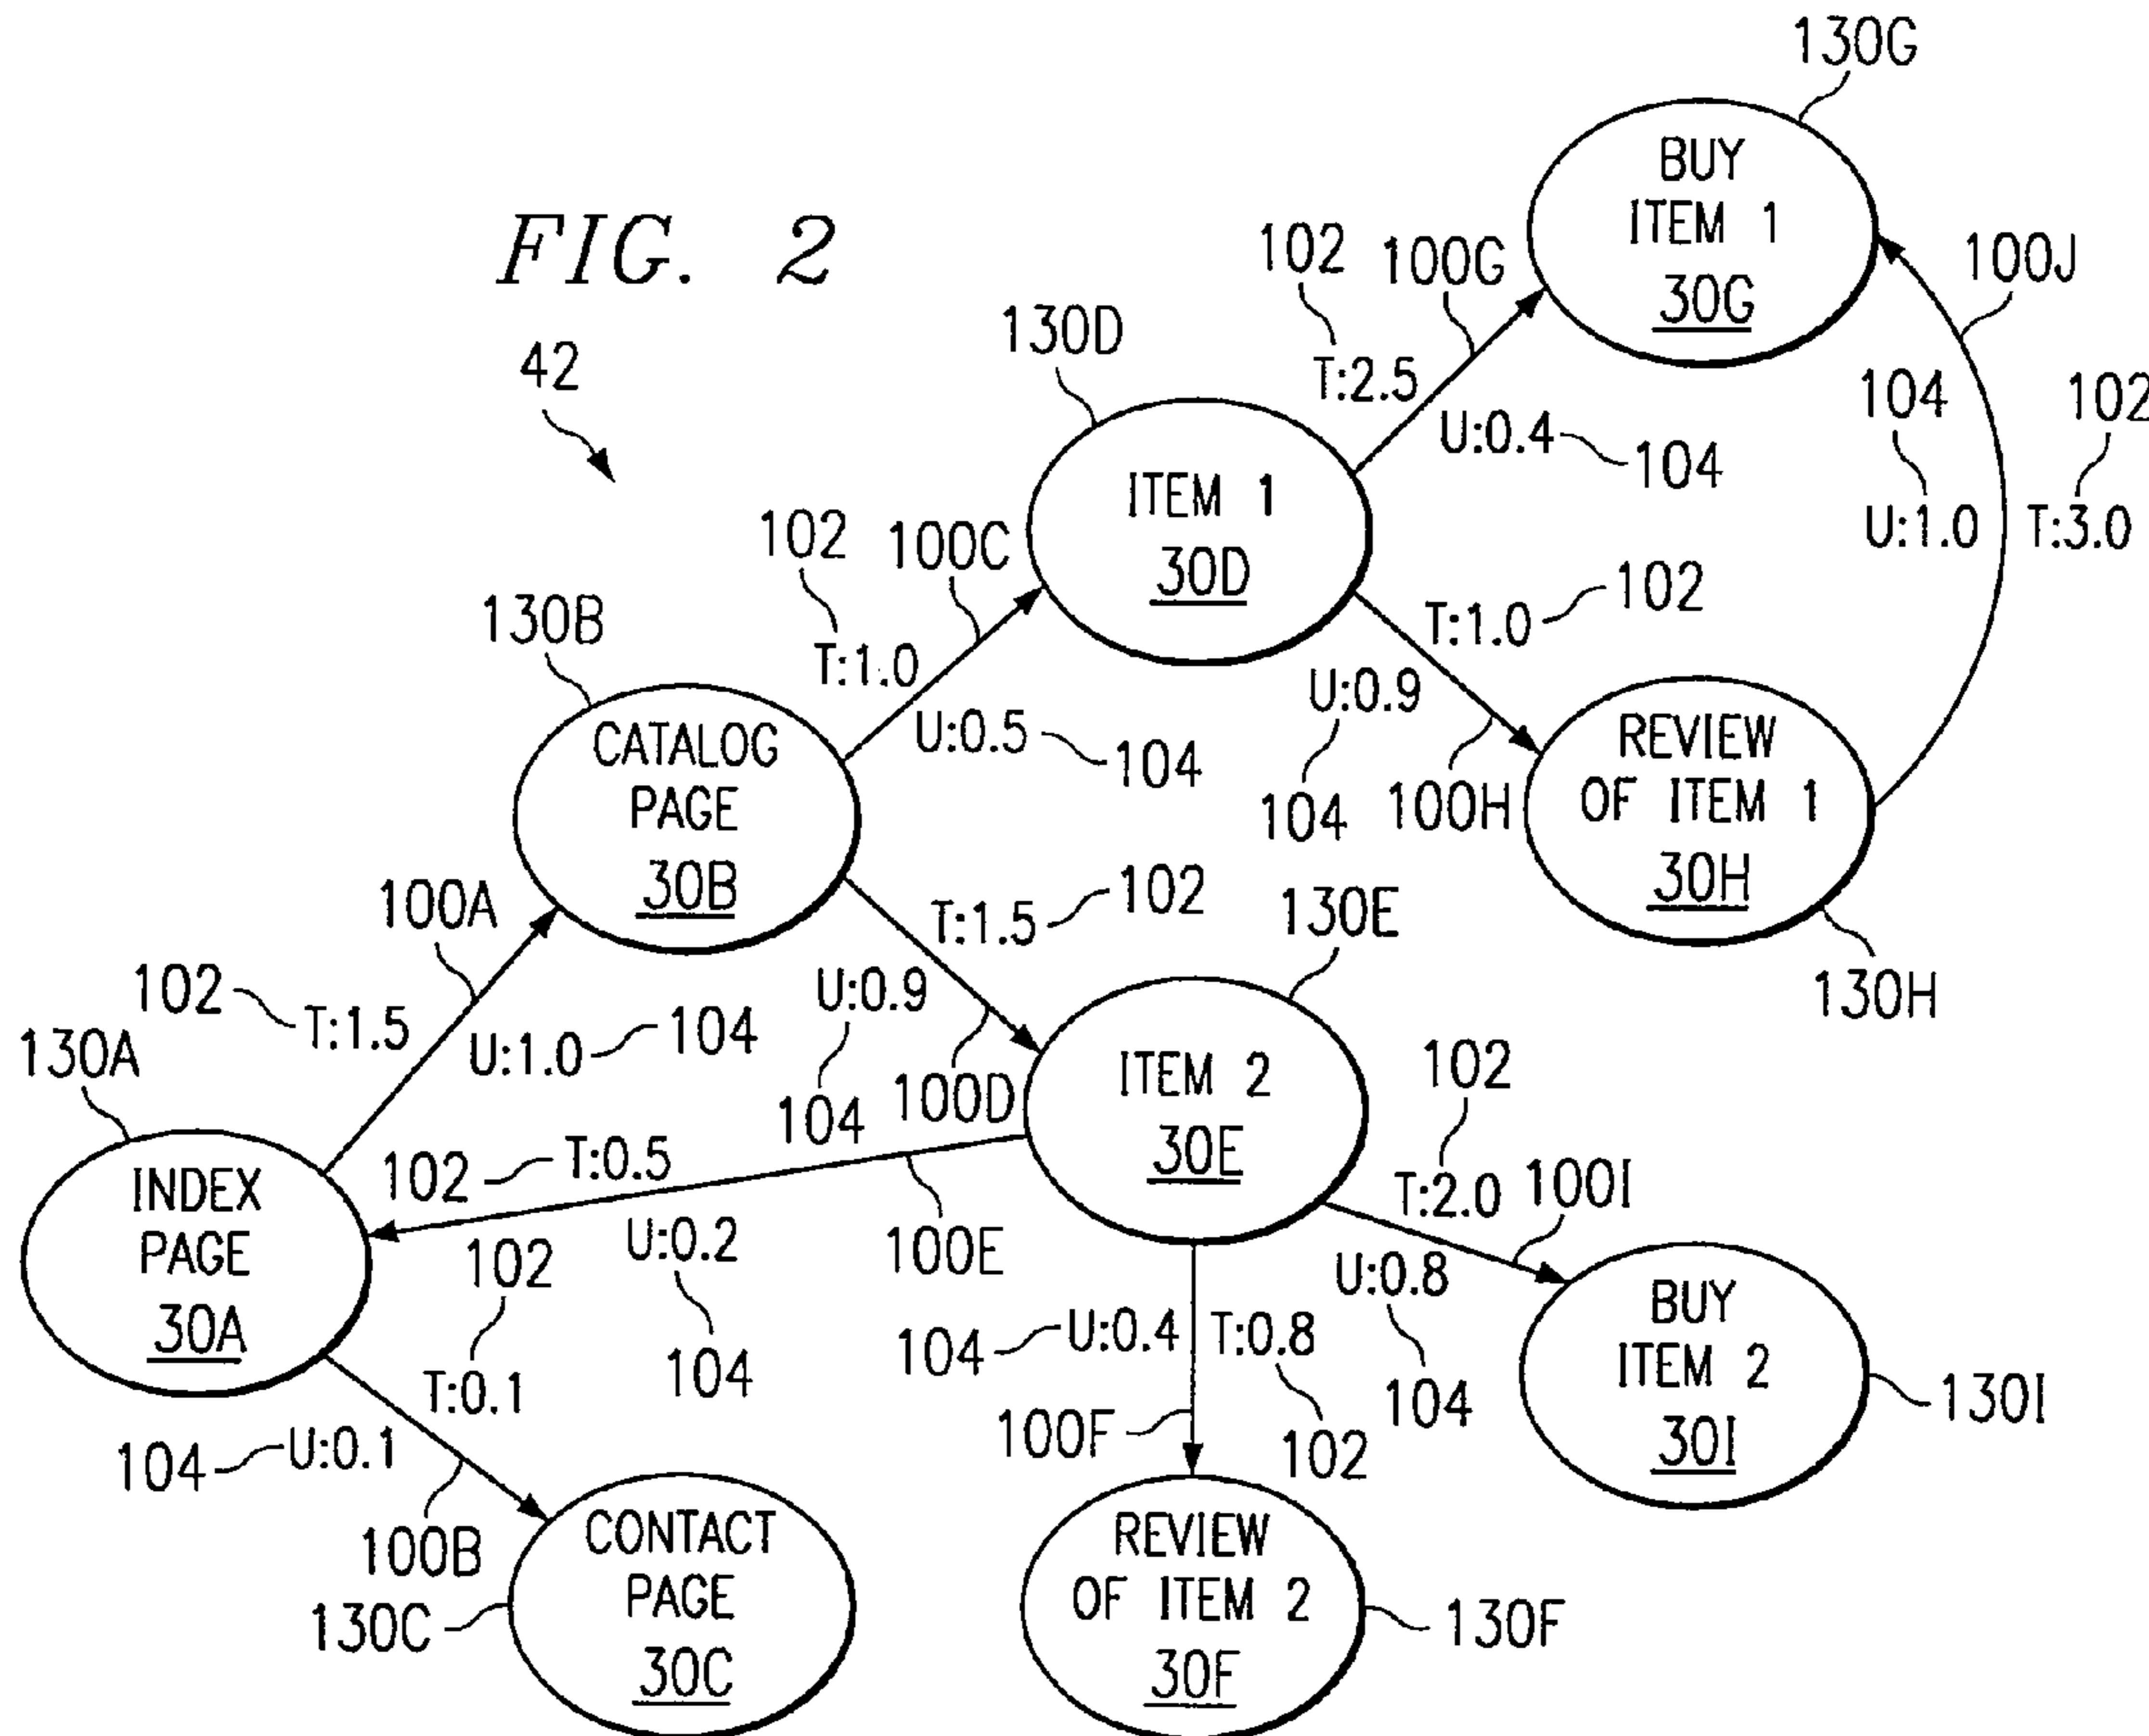 130G
BUY
ITEM 1
30G
FIG. 2
42
102
100G
100J
130D
T:2.5
U:0.4
104
104
102
ITEM 1
30D
U:1.0
T:3.0
102
100C
T:1.0
102
130B
T:1.0
U:0.5
104
U:0.9
104
100H
CATALOG
PAGE
30B
REVIEW
OF ITEM 1
30H
130H
100A
T:1.5
102
130E
102
T:1.5
U:1.0
104
U:0.9
104
100D
130A
ITEM 2
30E
102
T:2.0
100I
102
T:0.5
U:0.2
104
100E
INDEX
PAGE
30A
102
T:0.1
104
U:0.1
100B
104
U:0.4
T:0.8
102
100F
U:0.8
104
BUY
ITEM 2
30I
130I
CONTACT
PAGE
30C
130C
REVIEW
OF ITEM 2
30F
130F